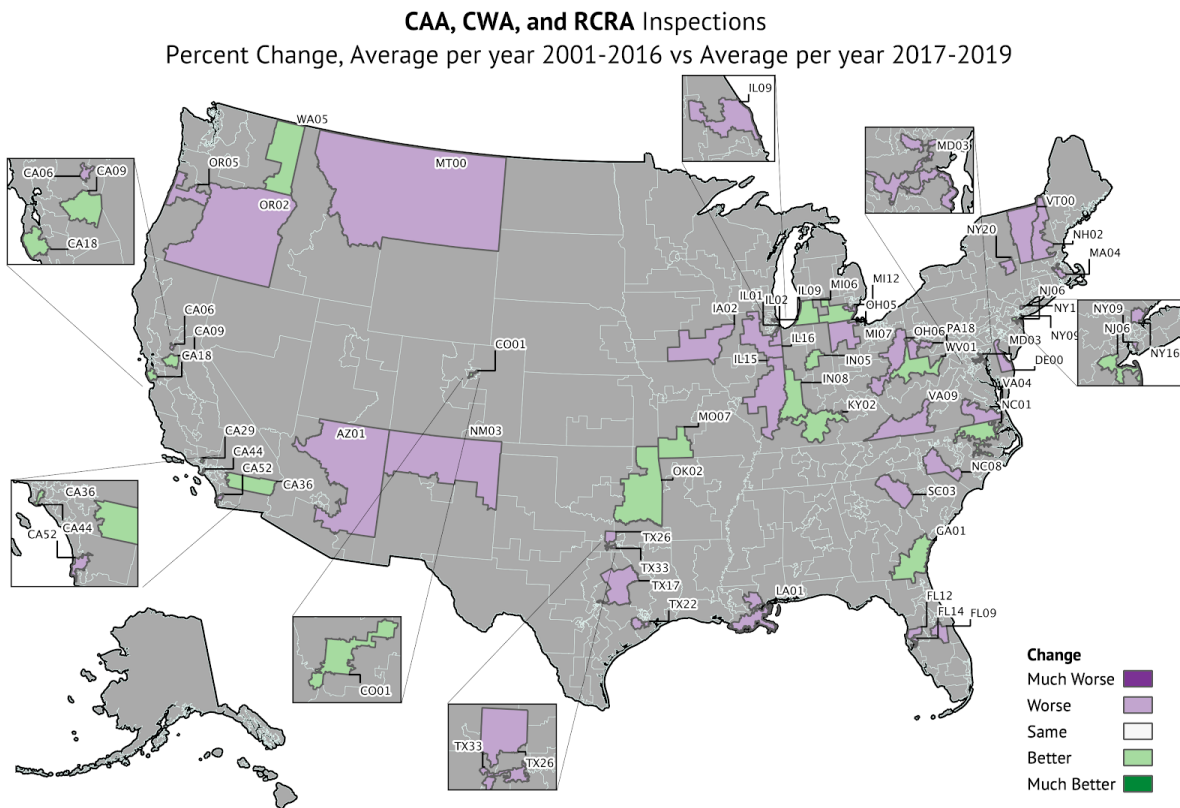 CAA, CWA, and RCRA Inspections
Percent Change, Average per year 2001-2016 vs Average per year 2017-2019
IL09
WA05
MD03
OR05
MT00
CA06
CA09
OR02
VT00
CA18
NY20
NH02
MA04
MI12
NJ06
IL01
IL02
IL09
MI06
OH05
CA06
IA02
NY1
NY09
CA09
MI07
OH06
PA18
NY09
CO01
IL16
MD03
NJ06
CA18
WV01
IL15
IN05
NY16
DE00
IN08
VA04
VA09
KY02
NC01
MO07
CA29
AZ01
NM03
CA44
CA52
NC08
OK02
CA36
CA36
SC03
CA44
GA01
CA52
TX26
TX33
TX17
LA01
FL12
TX22
FL14
FL09
CO01
TX33
TX26
Change
Much Worse
Worse
Same
Better
Much Better